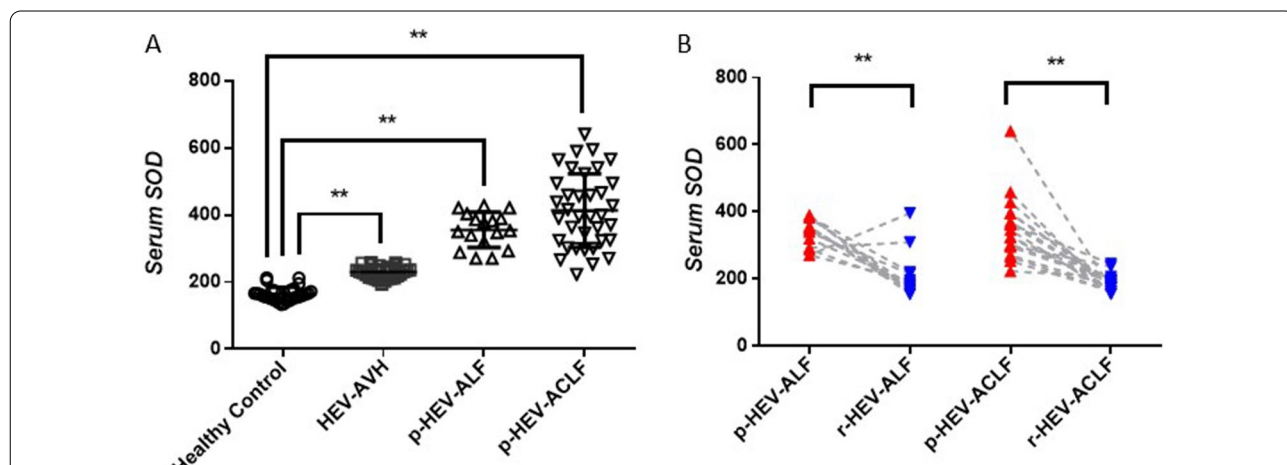 A
B
**
**
800
800
**
**
600
600
**
Serum SOD
Serum SOD
400
400
200
200
0
0
Healthy Control
HEV-AVH
p-HEV-ALF
p-HEV-ACLF
p-HEV-ALF
r-HEV-ALF
p-HEV-ACLF
r-HEV-ACLF